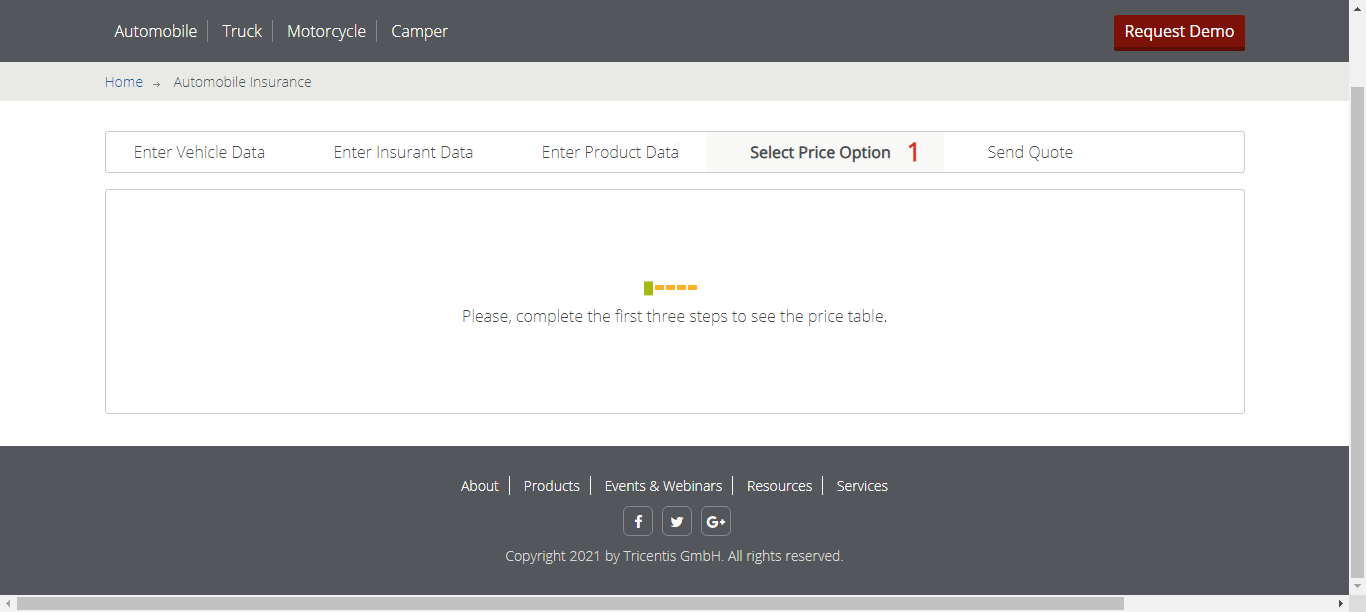 Automobile Truck Motorcycle Camper Request Demo
Home → Automobile Insurance
Enter Vehicle Data Enter Insurant Data Enter Product Data Select Price Option 1 Send Quote
Please, complete the first three steps to see the price table.
About Products Events & Webinars Resources Services
f G+
Copyright 2021 by Tricentis GmbH. All rights reserved.